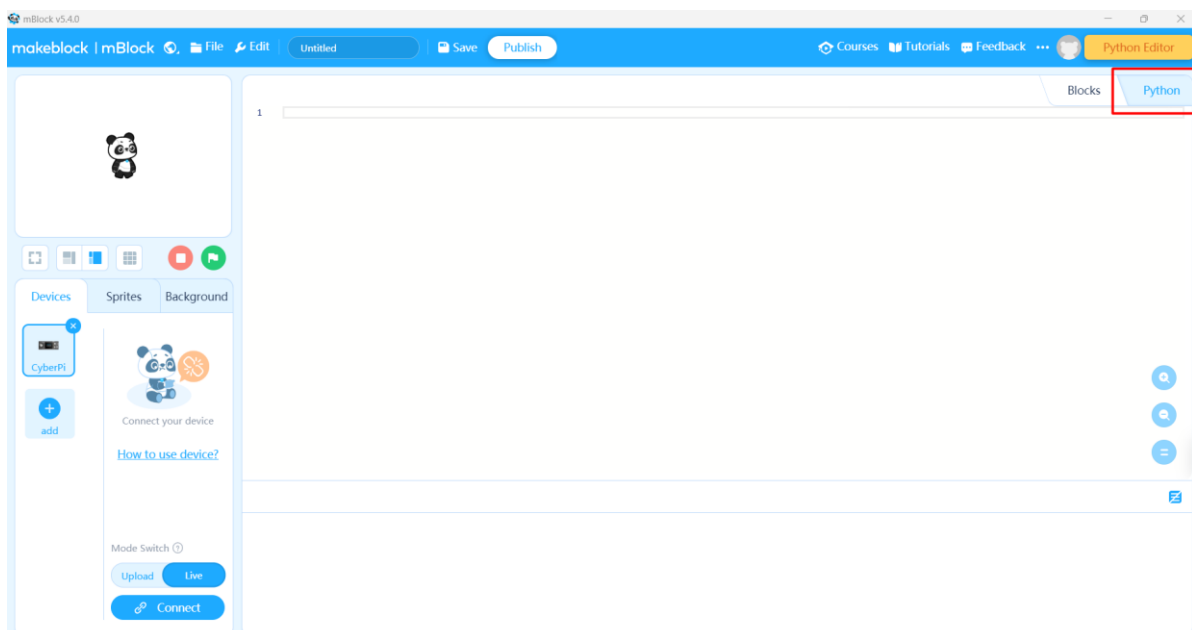 mBlock v5.4.0
makeblock | mBlock File Edit Untitled Save Publish Courses Tutorials Feedback ... Python Editor
Blocks Python
1
Devices Sprites Background
CyberPi
add
Connect your device
How to use device?
Mode Switch
Upload Live
Connect